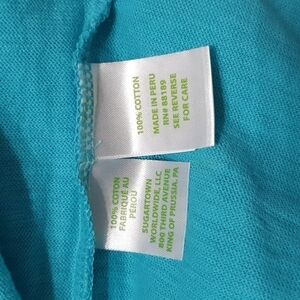 100% COTTON
MADE IN PERU
RN# 88189
SEE REVERSE
FOR CARE
100% COTON
FABRIQUÉ AU
PEROU
SUGARTOWN
WORLDWIDE, LLC
800 THIRD AVENUE
KING OF PRUSSIA, PA